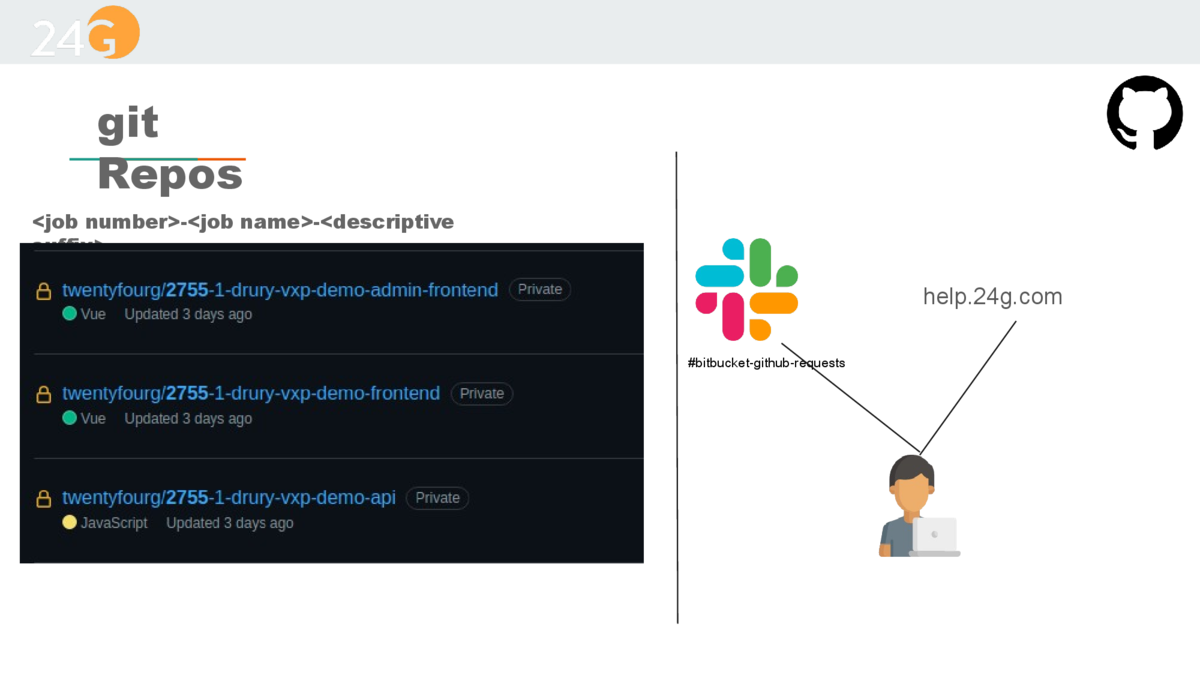 24G
git
Repos
<job number>-<job name>-<descriptive
twentyfourg/2755-1-drury-vxp-demo-admin-frontend Private
Vue Updated 3 days ago
twentyfourg/2755-1-drury-vxp-demo-frontend Private
Vue Updated 3 days ago
twentyfourg/2755-1-drury-vxp-demo-api Private
JavaScript Updated 3 days ago
#bitbucket-github-requests
help.24g.com